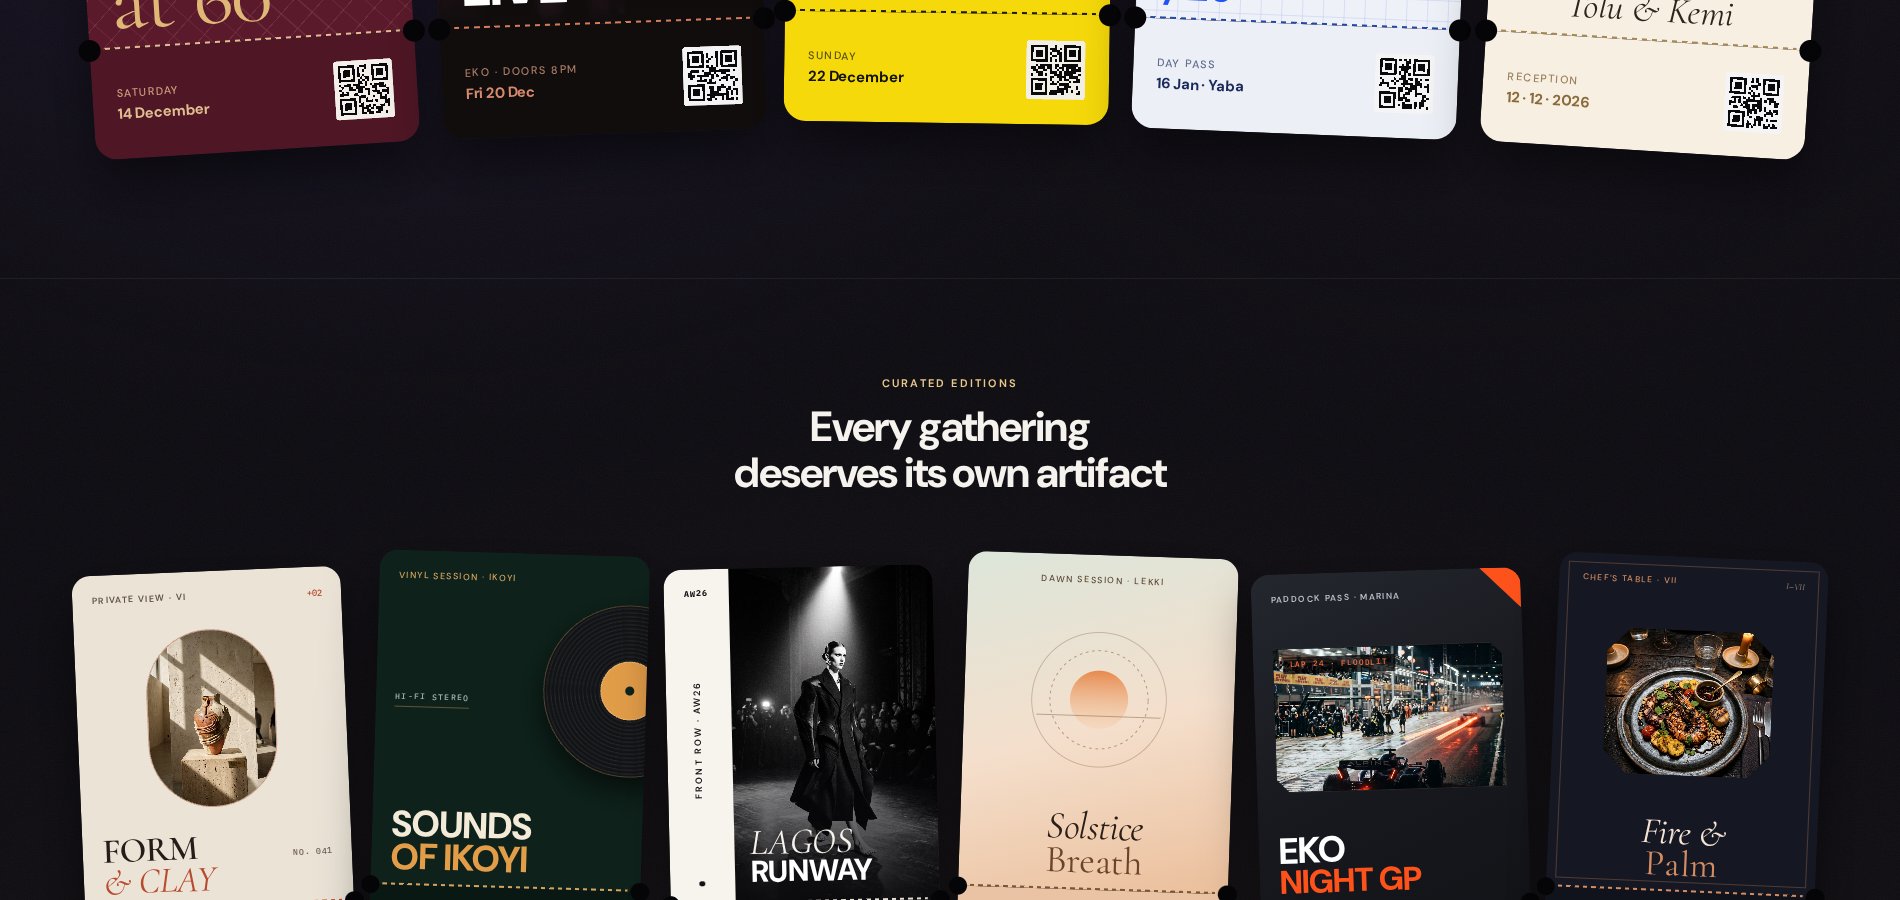 at 60
LIVE
Tolu & Kemi
SATURDAY
14 December
EKO · DOORS 8PM
Fri 20 Dec
SUNDAY
22 December
DAY PASS
16 Jan · Yaba
RECEPTION
12 · 12 · 2026
CURATED EDITIONS
Every gathering
deserves its own artifact
PRIVATE VIEW · VI
+02
FORM
& CLAY
NO. 041
VINYL SESSION · IKOYI
HI-FI STEREO
SOUNDS
OF IKOYI
AW26
FRONT ROW · AW26
LAGOS
RUNWAY
DAWN SESSION · LEKKI
Solstice
Breath
PADDOCK PASS · MARINA
LAP 24 · FLOODLIT
EKO
NIGHT GP
CHEF'S TABLE · VII
I–VII
Fire &
Palm